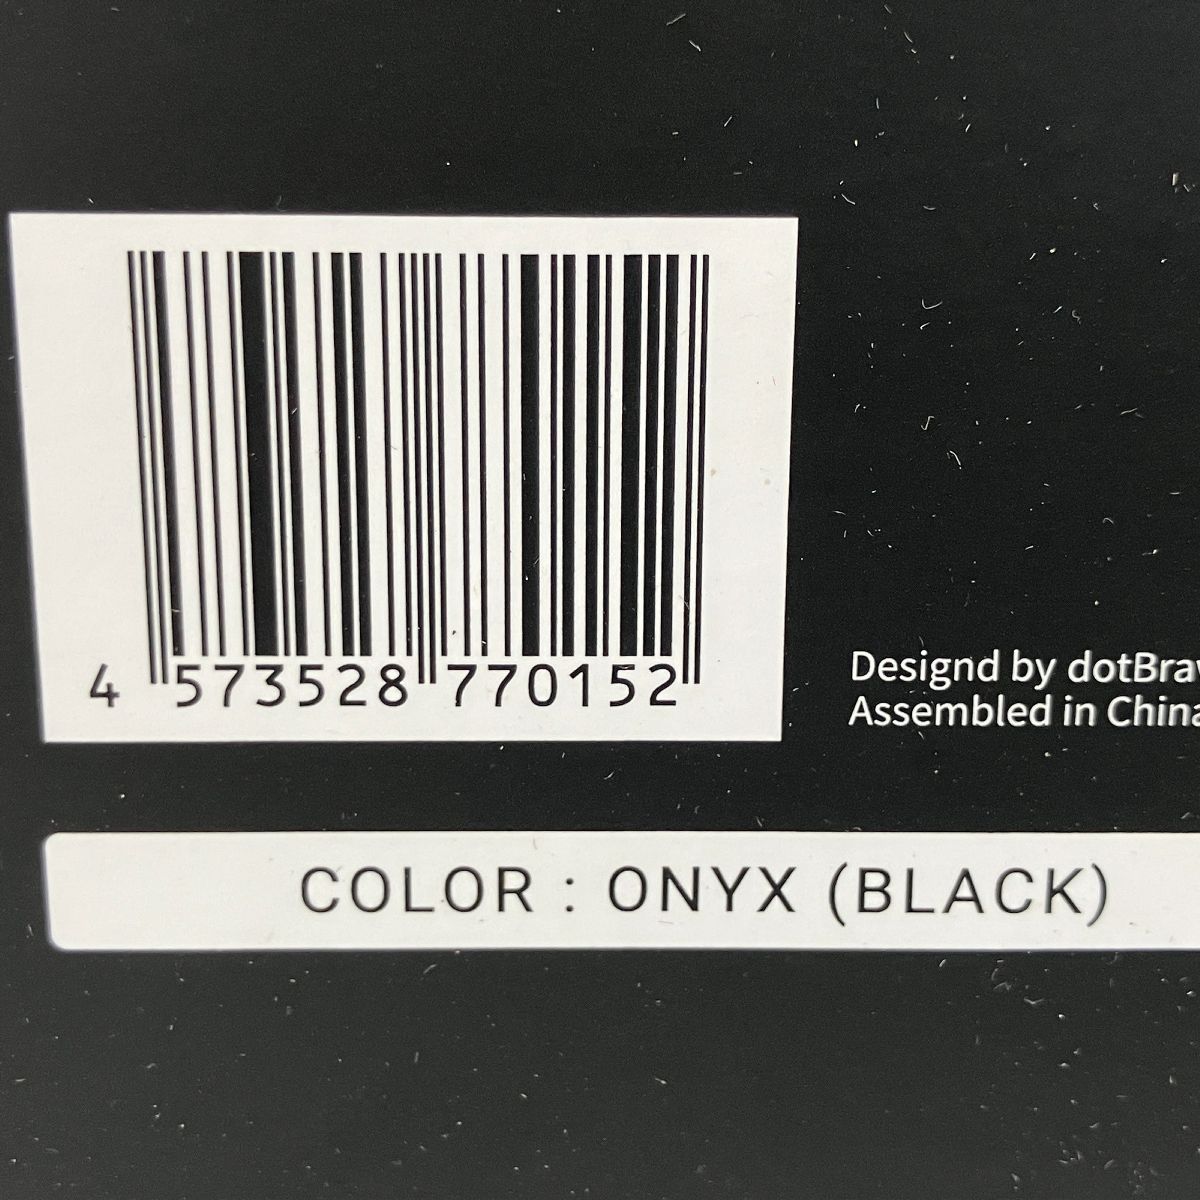 4 573528 770152
Designd by dotBrav
Assembled in China
COLOR : ONYX (BLACK)